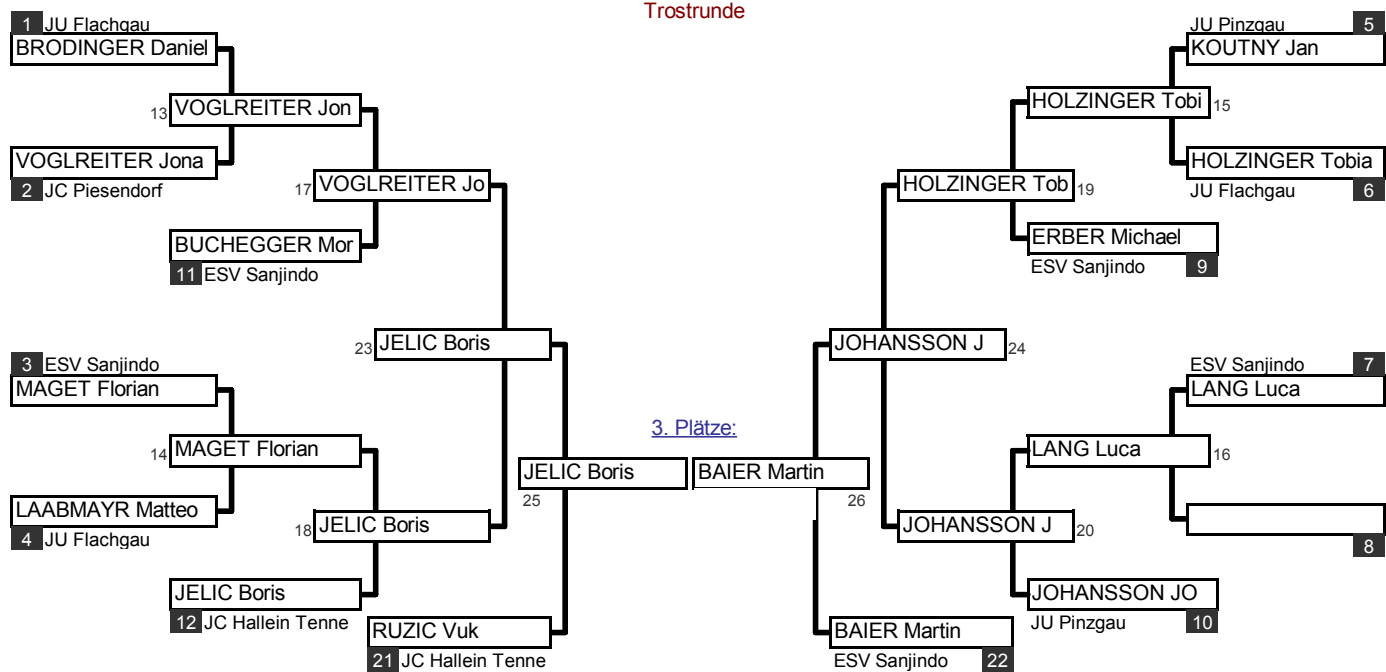 Trostrunde
1 JU Flachgau
BRODINGER Daniel
13 VOGLREITER Jon
VOGLREITER Jona
2 JC Piesendorf
17 VOGLREITER Jo
BUCHEGGER Mor
11 ESV Sanjindo
23 JELIC Boris
3 ESV Sanjindo
MAGET Florian
14 MAGET Florian
LAABMAYR Matteo
4 JU Flachgau
18 JELIC Boris
JELIC Boris
12 JC Hallein Tenne
3. Plätze:
JELIC Boris
25
RUZIC Vuk
21 JC Hallein Tenne
BAIER Martin
26
BAIER Martin
ESV Sanjindo 22
JU Pinzgau 5
KOUTNY Jan
HOLZINGER Tobi 15
HOLZINGER Tobia
JU Flachgau 6
HOLZINGER Tob 19
ERBER Michael
ESV Sanjindo 9
JOHANSSON J 24
ESV Sanjindo 7
LANG Luca
LANG Luca 16
8
JOHANSSON J 20
JOHANSSON JO
JU Pinzgau 10